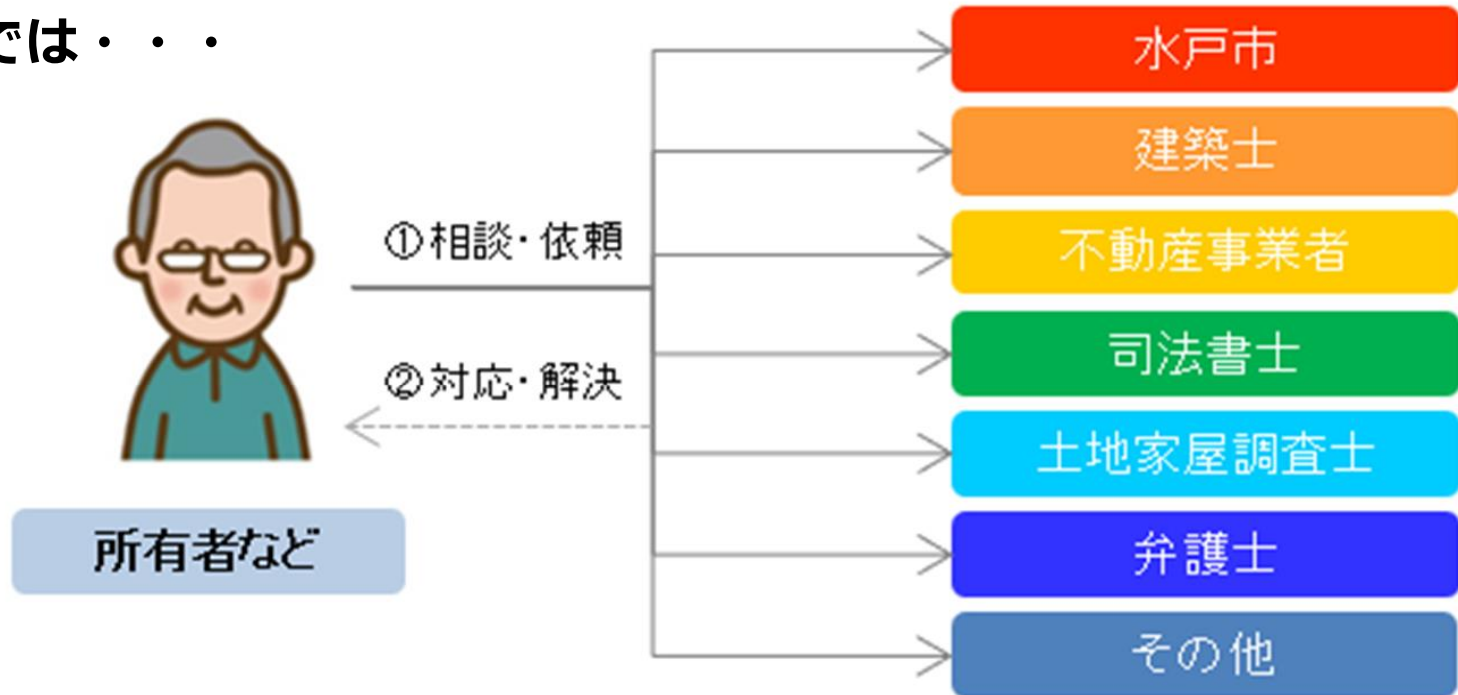 では・・・
水戸市
建築士
①相談・依頼
不動産事業者
司法書士
②対応・解決
土地家屋調査士
所有者など
弁護士
その他